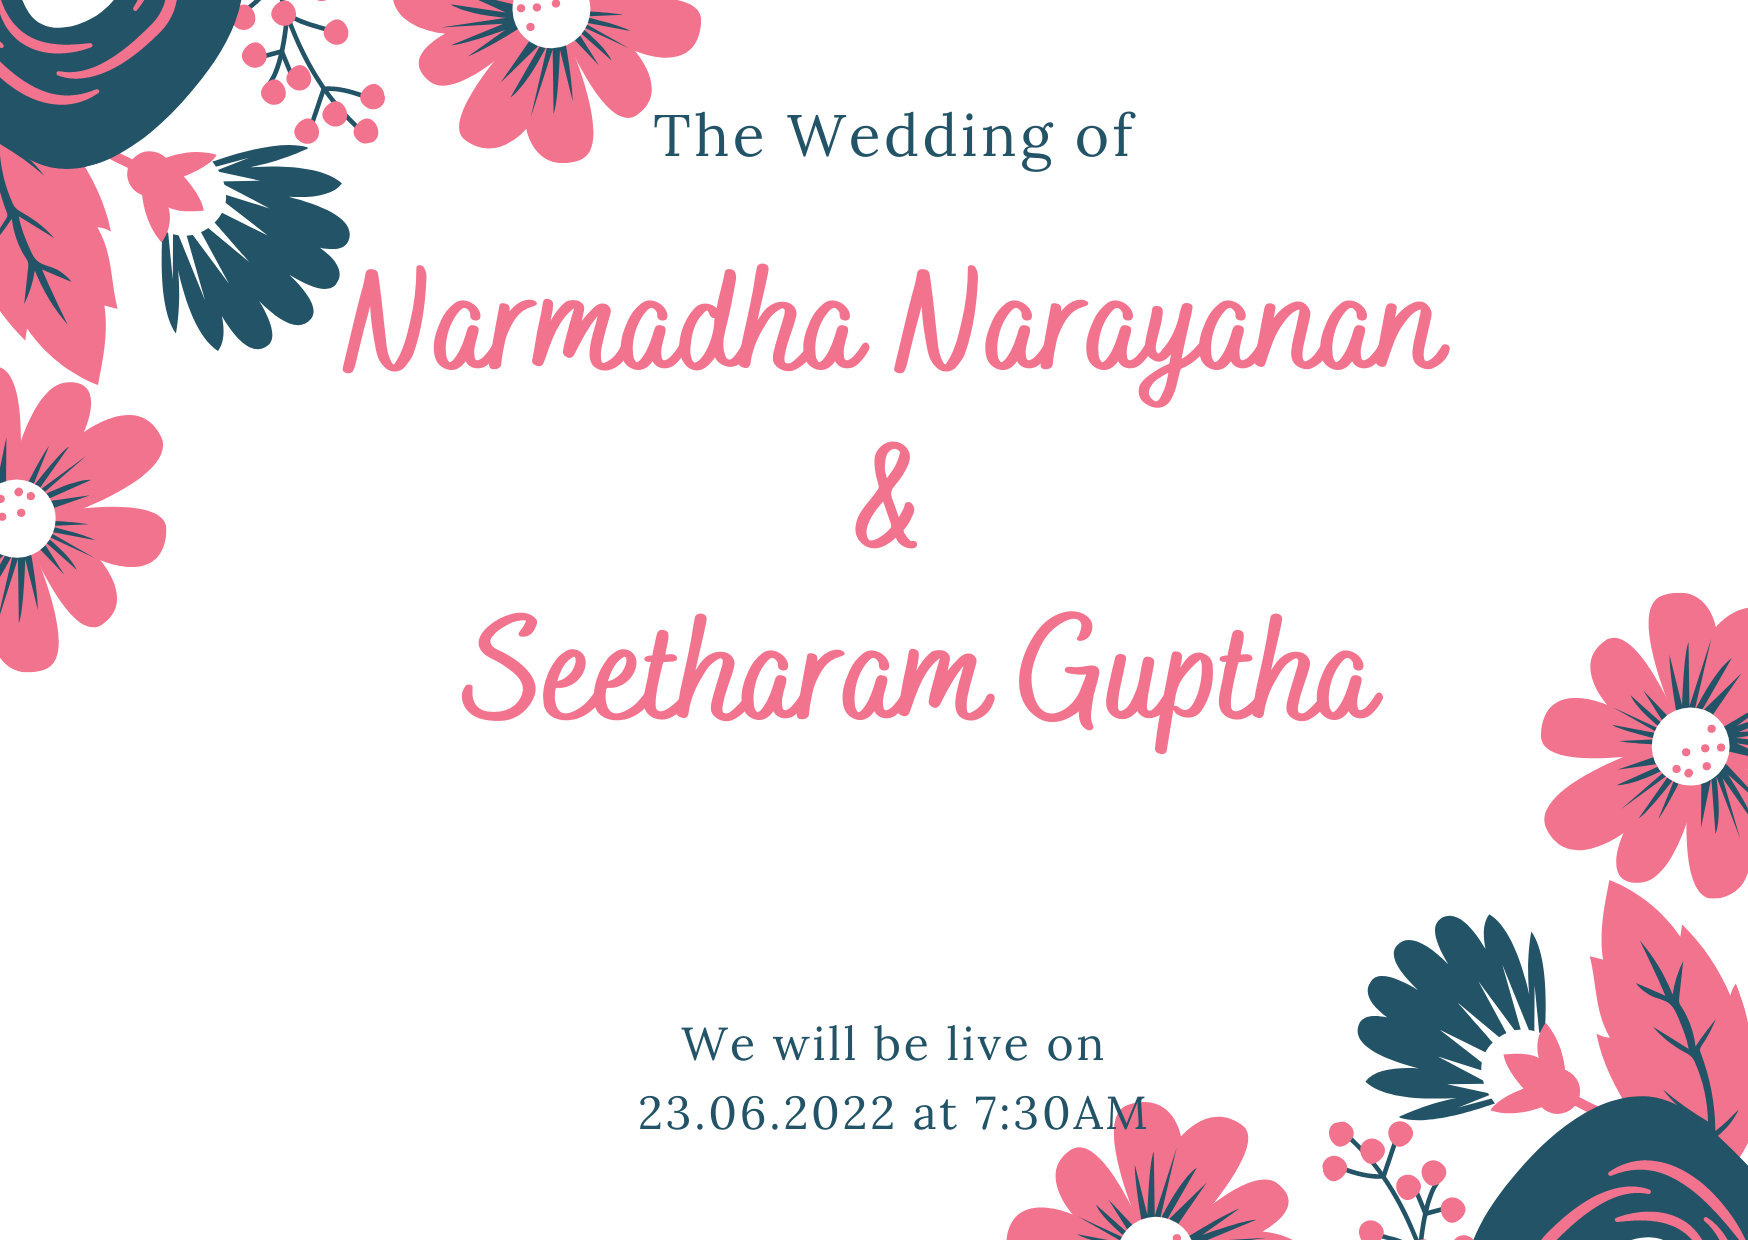 The Wedding of
Narmadha Narayanan
&
Seetharam Guptha
We will be live on
23.06.2022 at 7:30AM